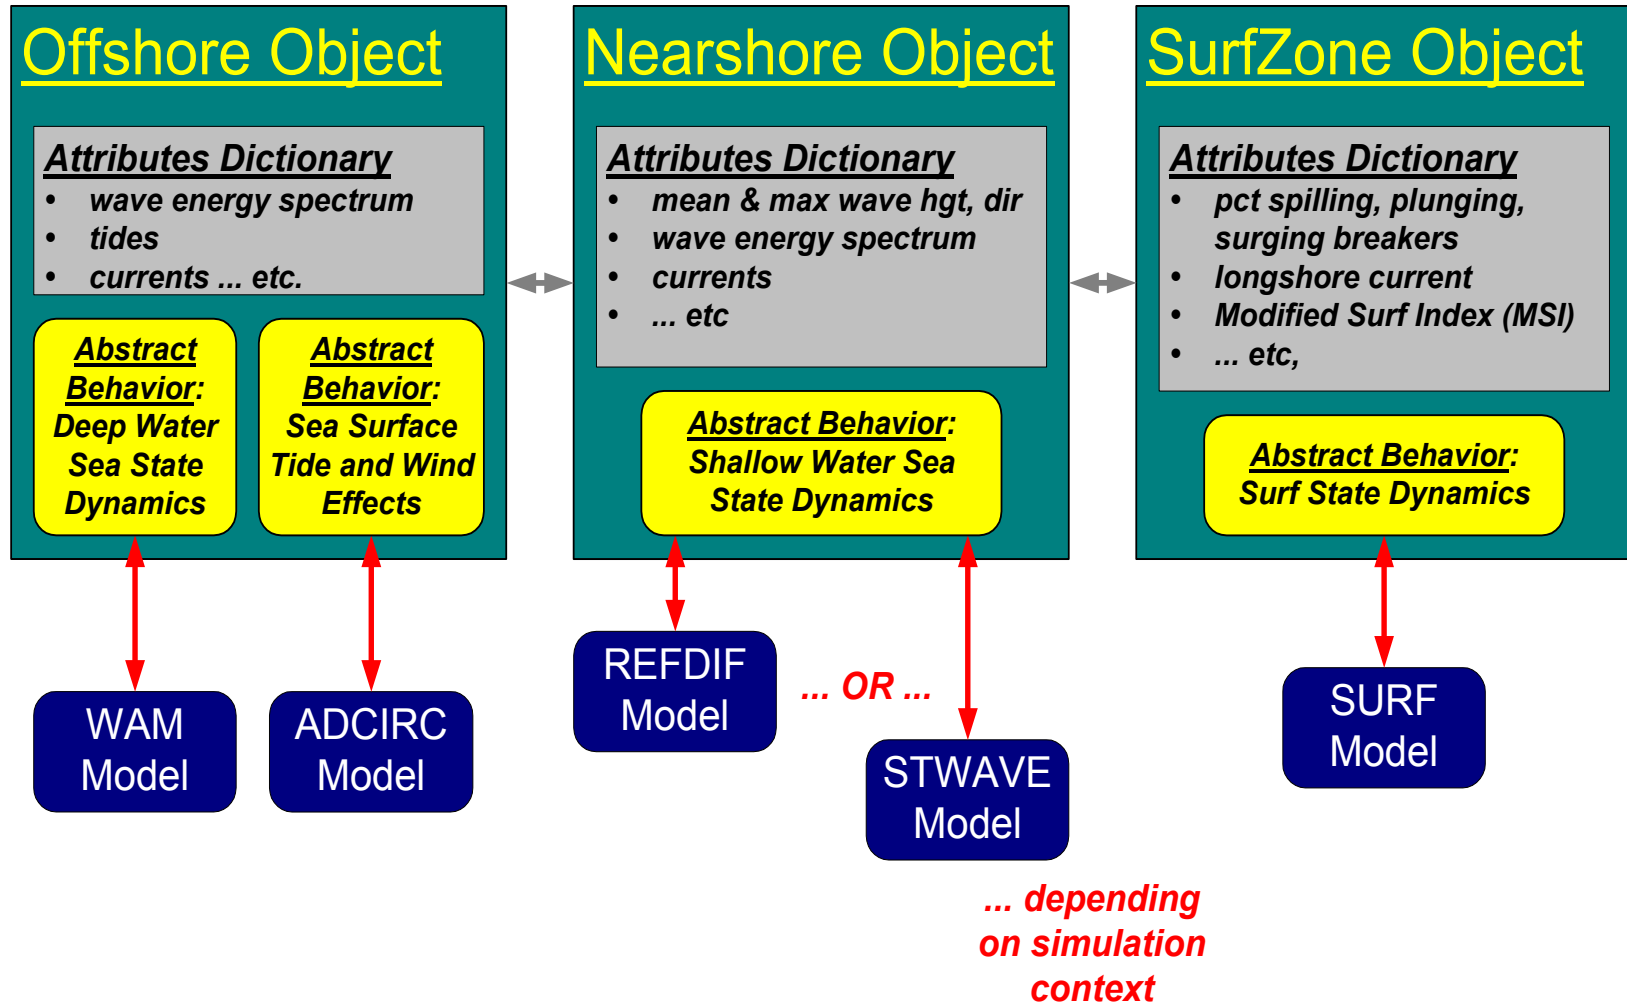 Offshore Object
Attributes Dictionary
• wave energy spectrum
• tides
• currents ... etc.
Abstract
Behavior:
Deep Water
Sea State
Dynamics
Abstract
Behavior:
Sea Surface
Tide and Wind
Effects
WAM
Model
ADCIRC
Model
Nearshore Object
Attributes Dictionary
• mean & max wave hgt, dir
• wave energy spectrum
• currents
• ... etc
Abstract Behavior:
Shallow Water Sea
State Dynamics
REFDIF
Model
... OR ...
STWAVE
Model
... depending
on simulation
context
SurfZone Object
Attributes Dictionary
• pct spilling, plunging,
surging breakers
• longshore current
• Modified Surf Index (MSI)
• ... etc,
Abstract Behavior:
Surf State Dynamics
SURF
Model